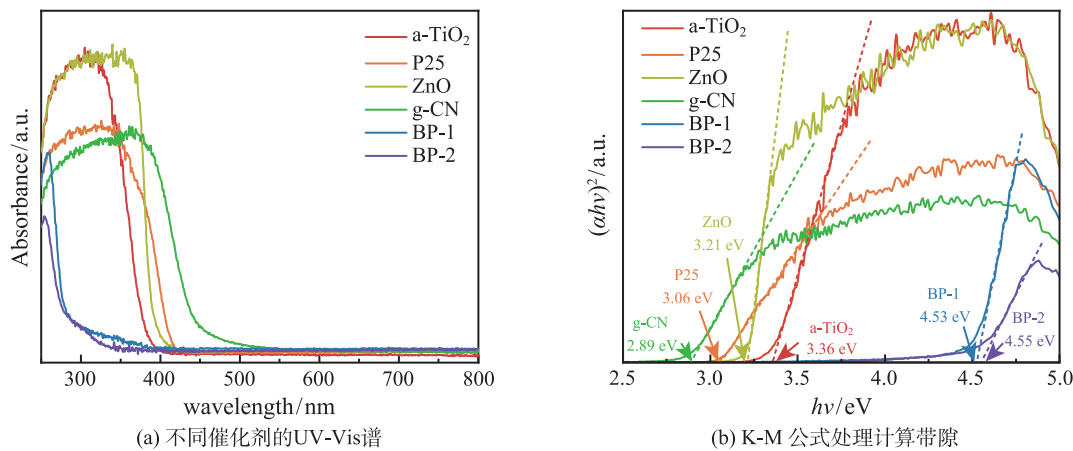 a-TiO₂
P25
ZnO
g-CN
BP-1
BP-2
Absorbance/a.u.
300 400 500 600 700 800
wavelength/nm
(a) 不同催化剂的UV-Vis谱
a-TiO₂
P25
ZnO
g-CN
BP-1
BP-2
(αhv)²/a.u.
ZnO
3.21 eV
P25
3.06 eV
g-CN
2.89 eV
a-TiO₂
3.36 eV
BP-1
4.53 eV
BP-2
4.55 eV
2.5 3.0 3.5 4.0 4.5 5.0
hv/eV
(b) K-M 公式处理计算带隙